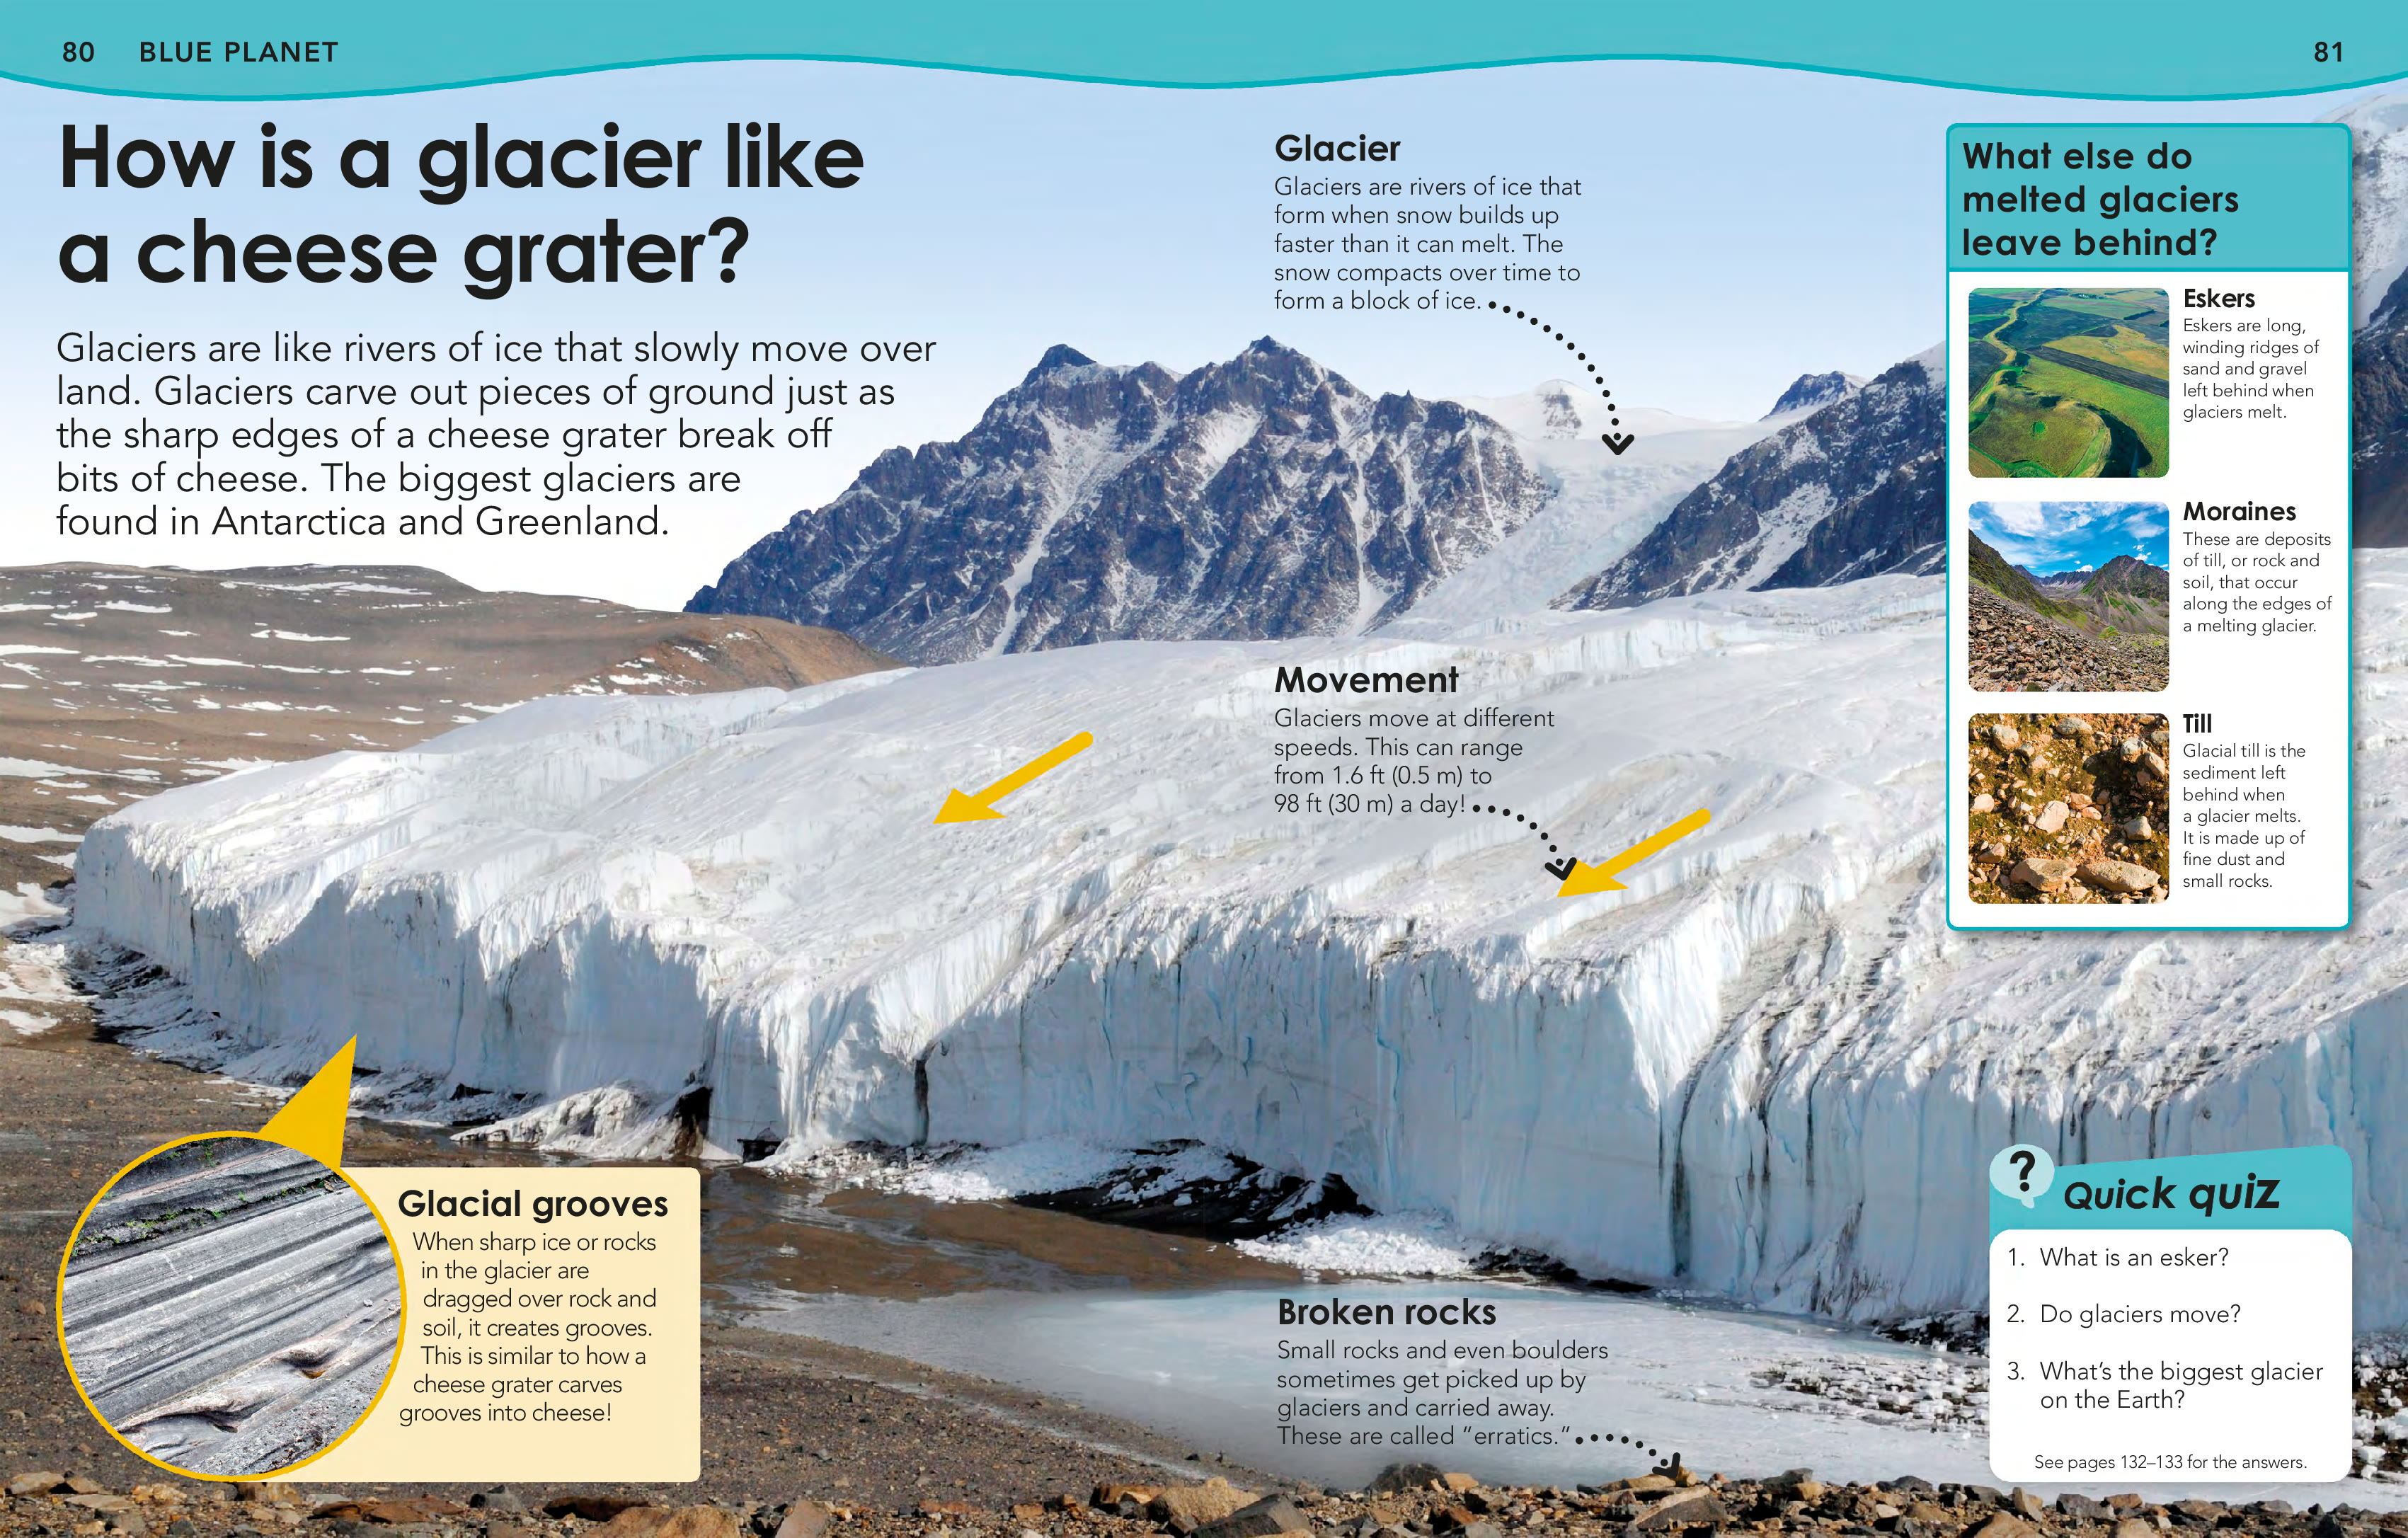 80 BLUE PLANET
81
How is a glacier like
a cheese grater?
Glaciers are like rivers of ice that slowly move over
land. Glaciers carve out pieces of ground just as
the sharp edges of a cheese grater break off
bits of cheese. The biggest glaciers are
found in Antarctica and Greenland.
Glacier
Glaciers are rivers of ice that
form when snow builds up
faster than it can melt. The
snow compacts over time to
form a block of ice.
Movement
Glaciers move at different
speeds. This can range
from 1.6 ft (0.5 m) to
98 ft (30 m) a day!
Glacial grooves
When sharp ice or rocks
in the glacier are
dragged over rock and
soil, it creates grooves.
This is similar to how a
cheese grater carves
grooves into cheese!
Broken rocks
Small rocks and even boulders
sometimes get picked up by
glaciers and carried away.
These are called “erratics.”
What else do
melted glaciers
leave behind?
Eskers
Eskers are long,
winding ridges of
sand and gravel
left behind when
glaciers melt.
Moraines
These are deposits
of till, or rock and
soil, that occur
along the edges of
a melting glacier.
Till
Glacial till is the
sediment left
behind when
a glacier melts.
It is made up of
fine dust and
small rocks.
?
Quick quiz
1. What is an esker?
2. Do glaciers move?
3. What’s the biggest glacier
on the Earth?
See pages 132–133 for the answers.